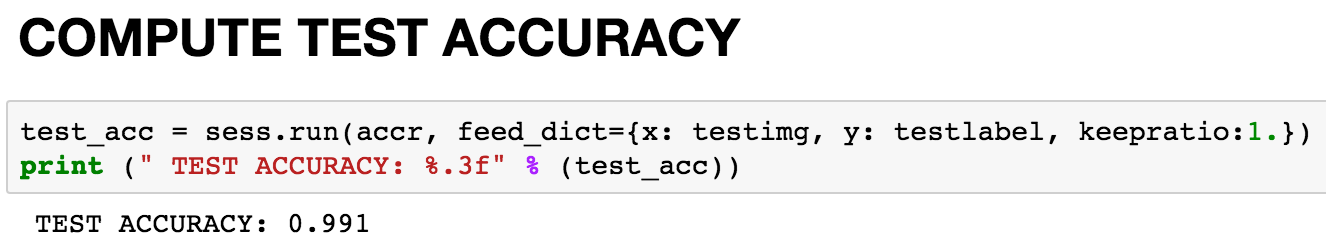 COMPUTE TEST ACCURACY
test_acc = sess.run(accr, feed_dict={x: testimg, y: testlabel, keepratio:1.})
print (" TEST ACCURACY: %.3f" % (test_acc))
TEST ACCURACY: 0.991